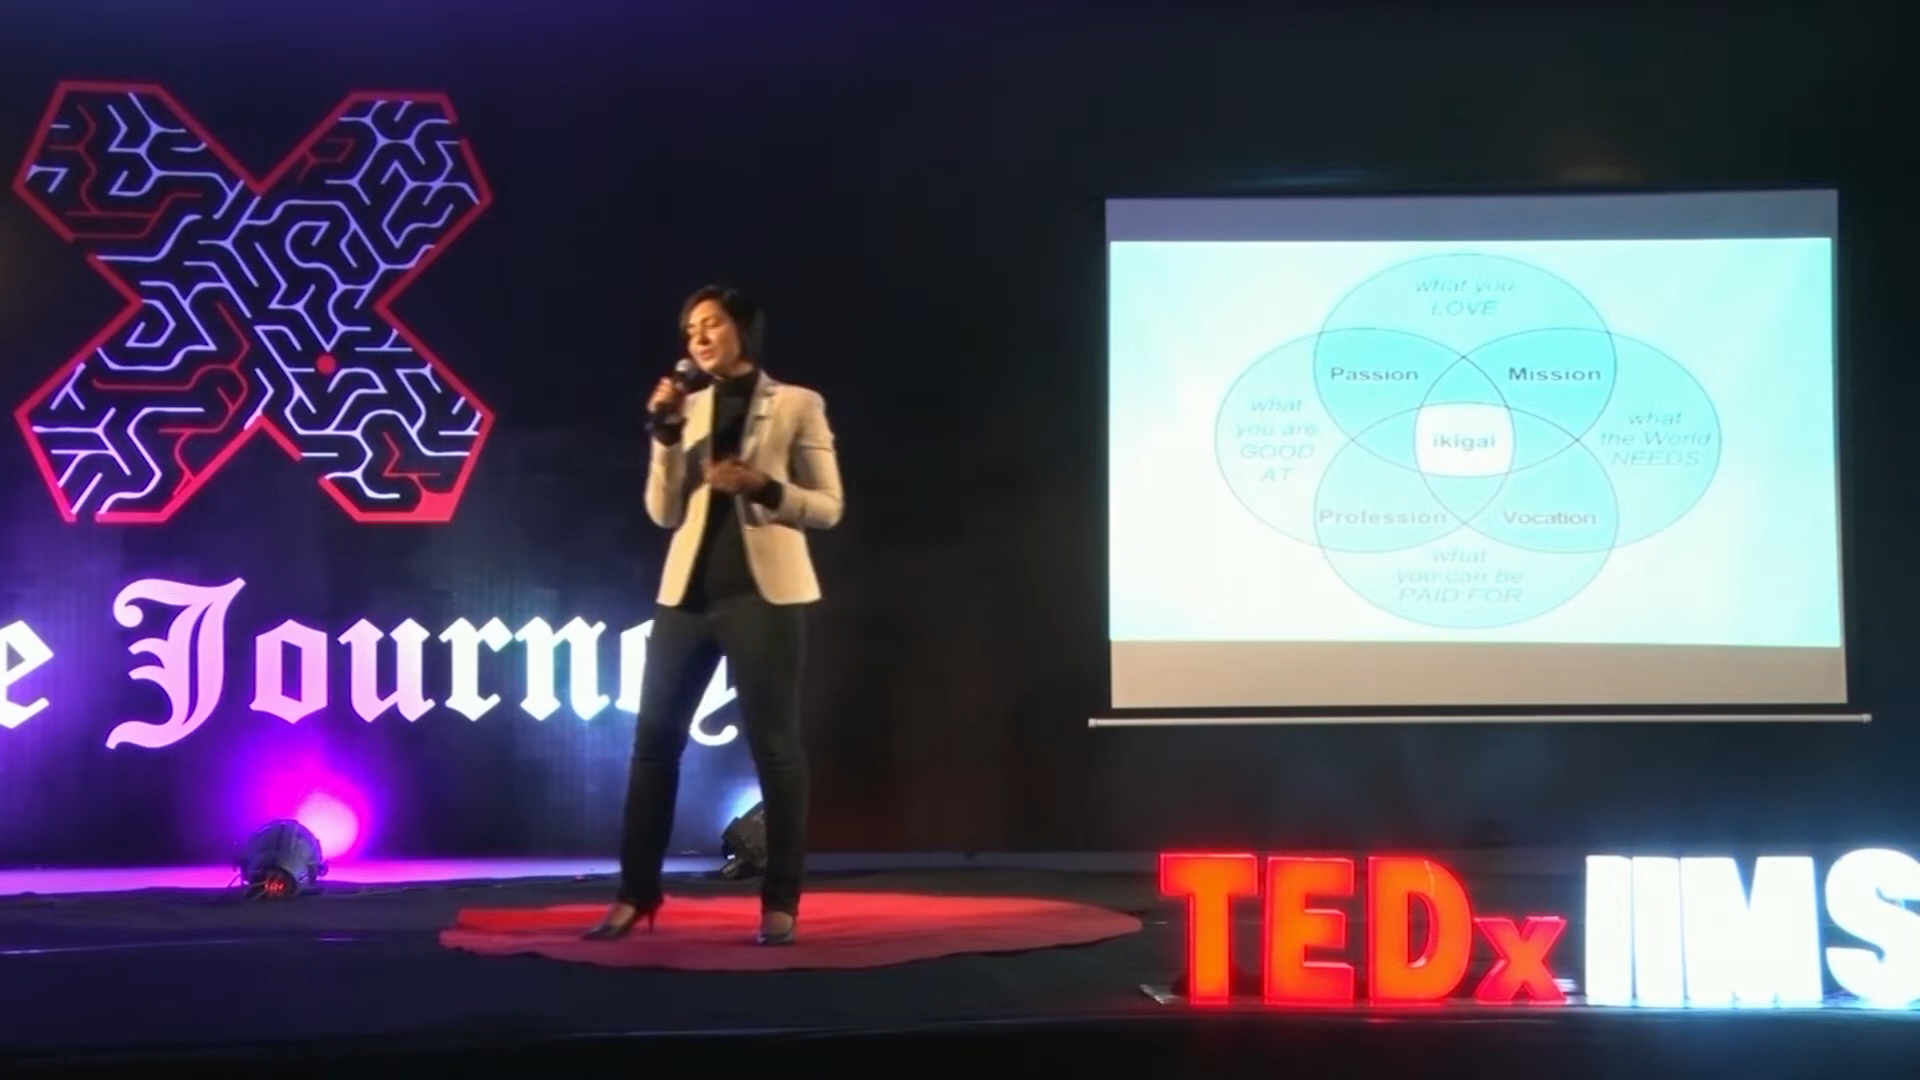 what you
LOVE
Passion
Mission
what
you are
GOOD
AT
ikigai
what
the World
NEEDS
Profession
Vocation
what
you can be
PAID FOR
e Journey
TEDx IIMS